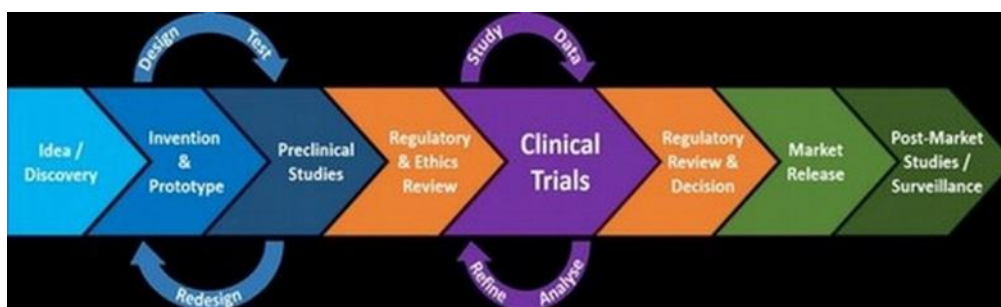 Design
Test
Study
Data
Idea /
Discovery
Invention
&
Prototype
Preclinical
Studies
Regulatory
& Ethics
Review
Clinical
Trials
Regulatory
Review &
Decision
Market
Release
Post-Market
Studies /
Surveillance
Redesign
Refine
Analyse